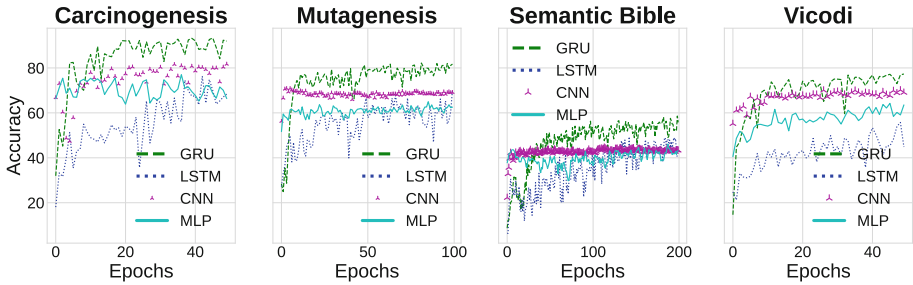 Carcinogenesis
Mutagenesis
Semantic Bible
Vicodi
Accuracy
80
60
40
20
GRU
LSTM
CNN
MLP
0
20
40
Epochs
GRU
LSTM
CNN
MLP
0
50
100
Epochs
GRU
LSTM
CNN
MLP
0
100
200
Epochs
GRU
LSTM
CNN
MLP
0
20
40
Epochs